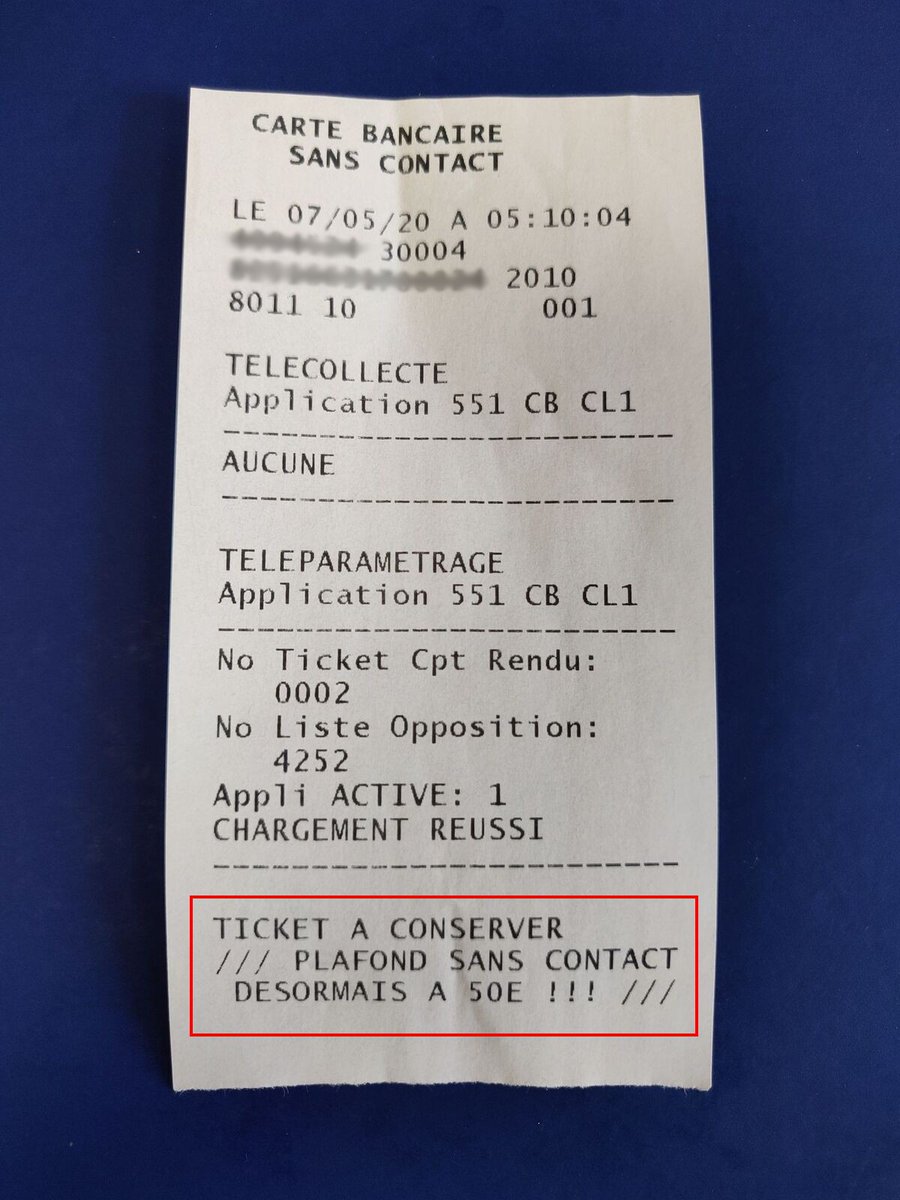 CARTE BANCAIRE
SANS CONTACT
LE 07/05/20 A 05:10:04
30004
2010
8011 10 001
TELECOLLECTE
Application 551 CB CL1
------------------------
AUCUNE
------------------------
TELEPARAMETRAGE
Application 551 CB CL1
------------------------
No Ticket Cpt Rendu:
0002
No Liste Opposition:
4252
Appli ACTIVE: 1
CHARGEMENT REUSSI
------------------------
TICKET A CONSERVER
/// PLAFOND SANS CONTACT
DESORMAIS A 50E !!! ///